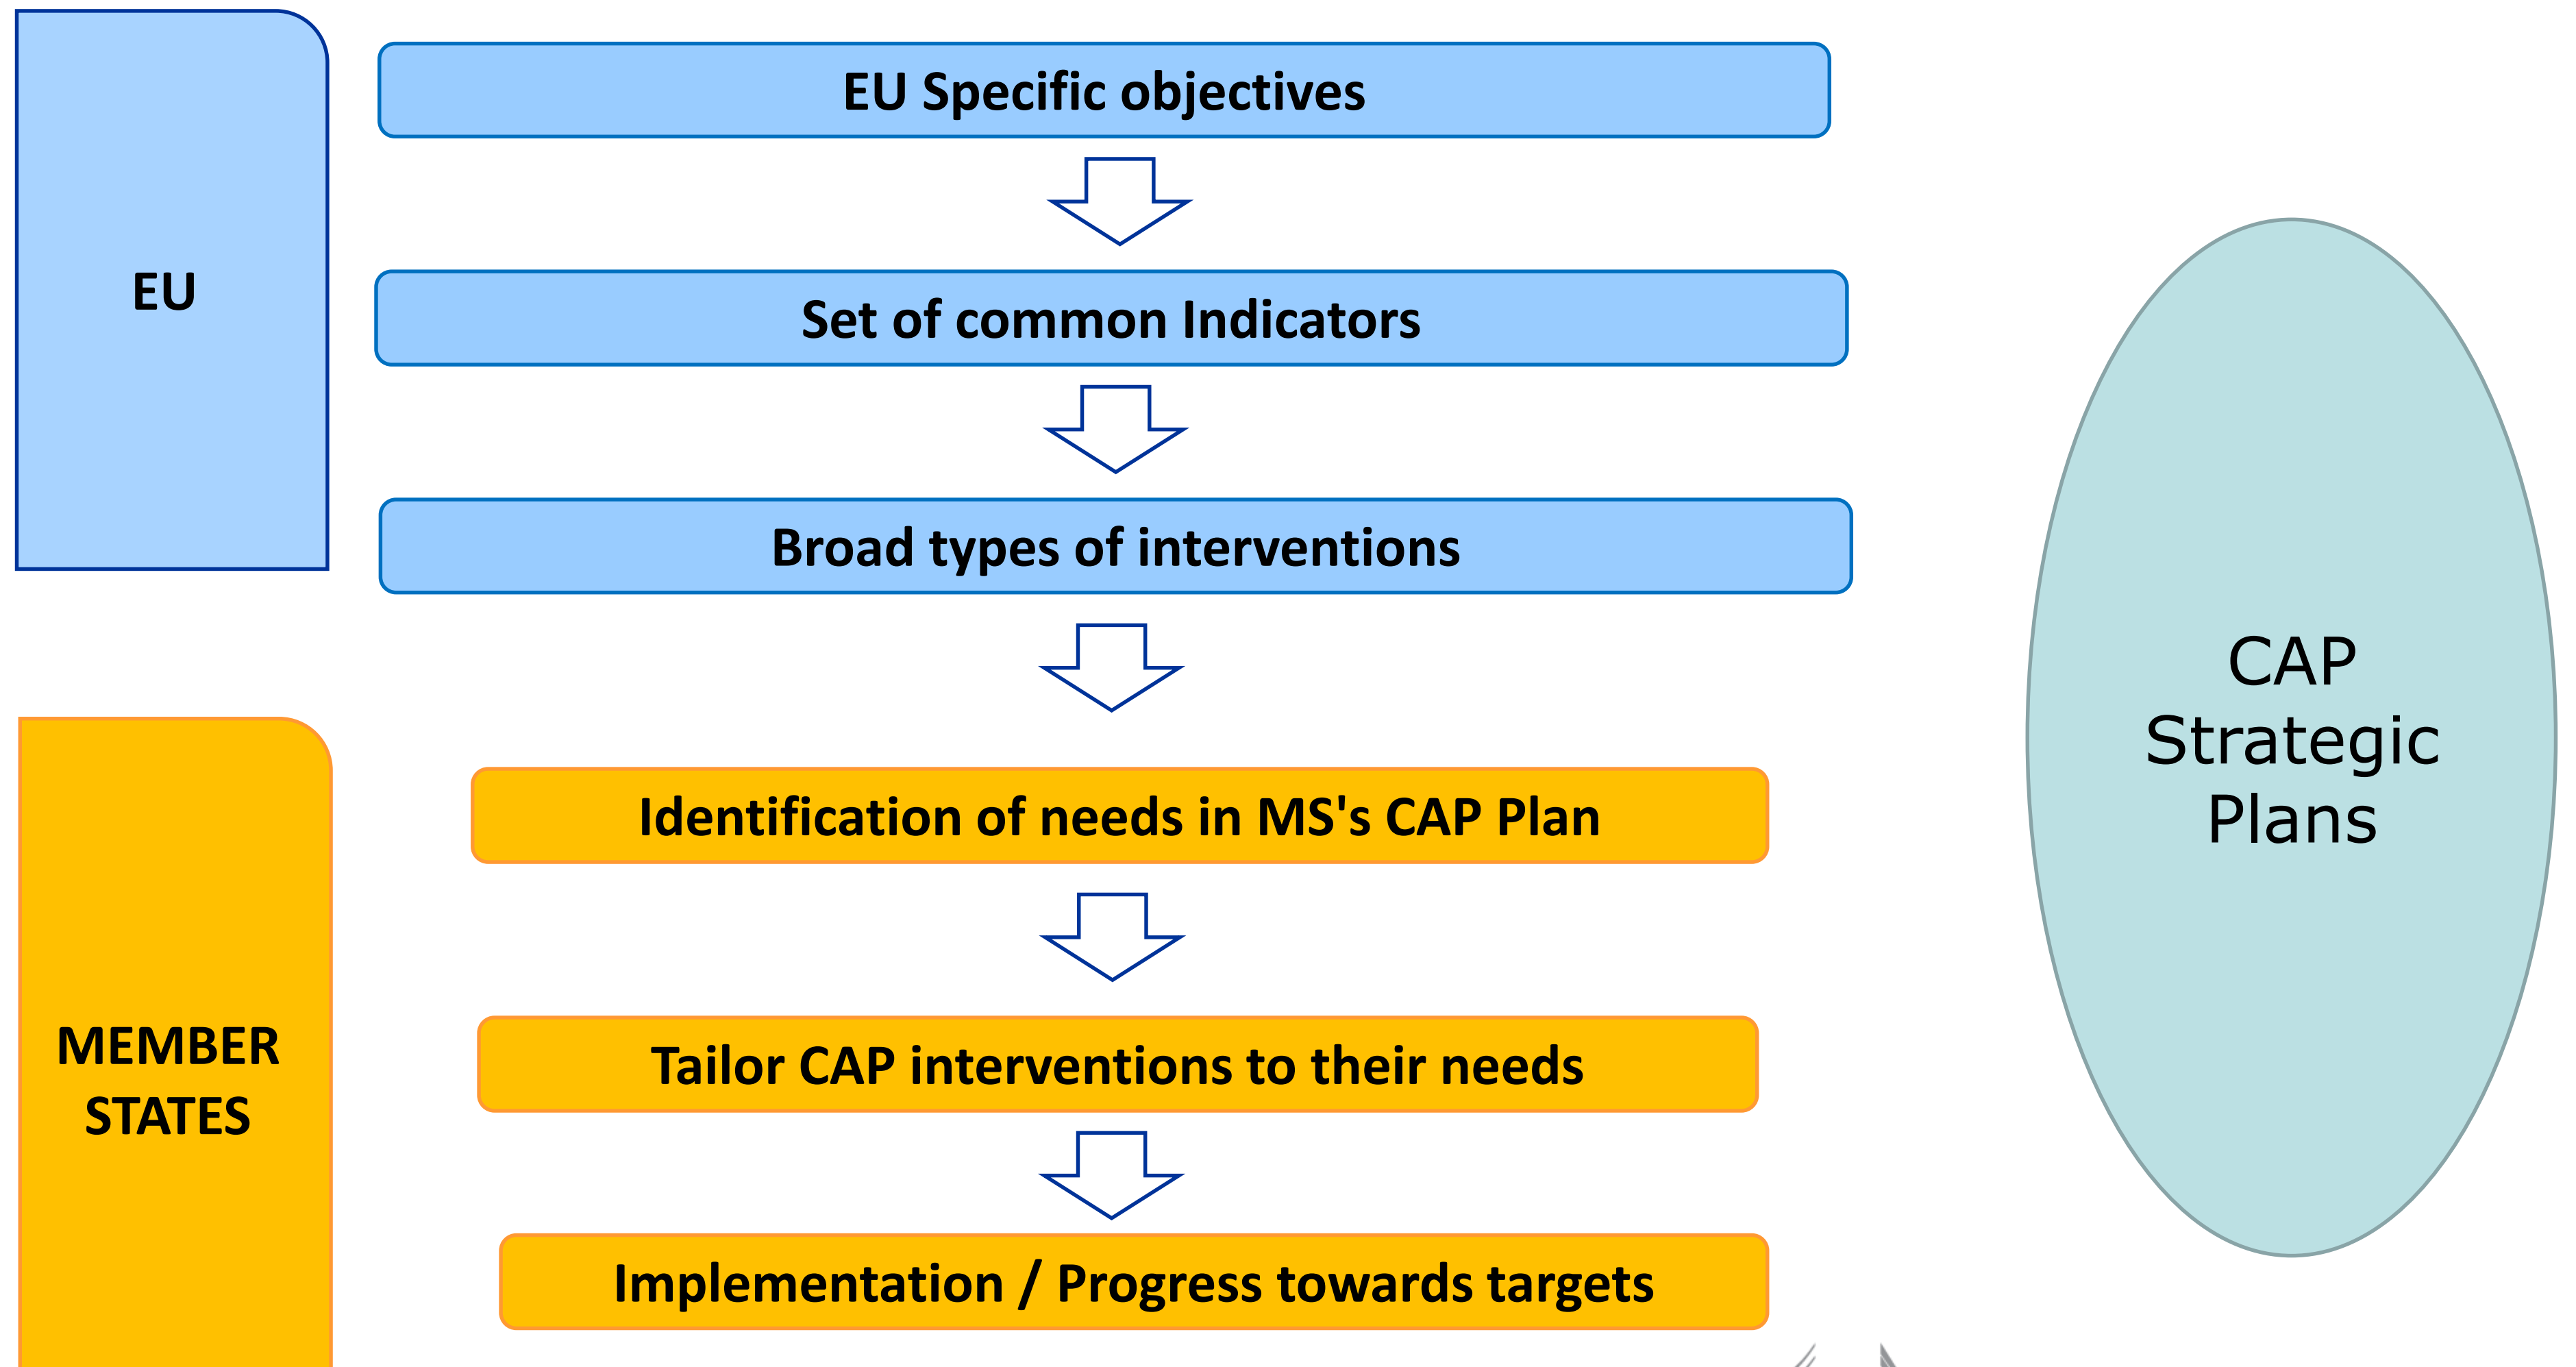 EU
EU Specific objectives
Set of common Indicators
Broad types of interventions
MEMBER
STATES
Identification of needs in MS's CAP Plan
Tailor CAP interventions to their needs
Implementation / Progress towards targets
CAP
Strategic
Plans